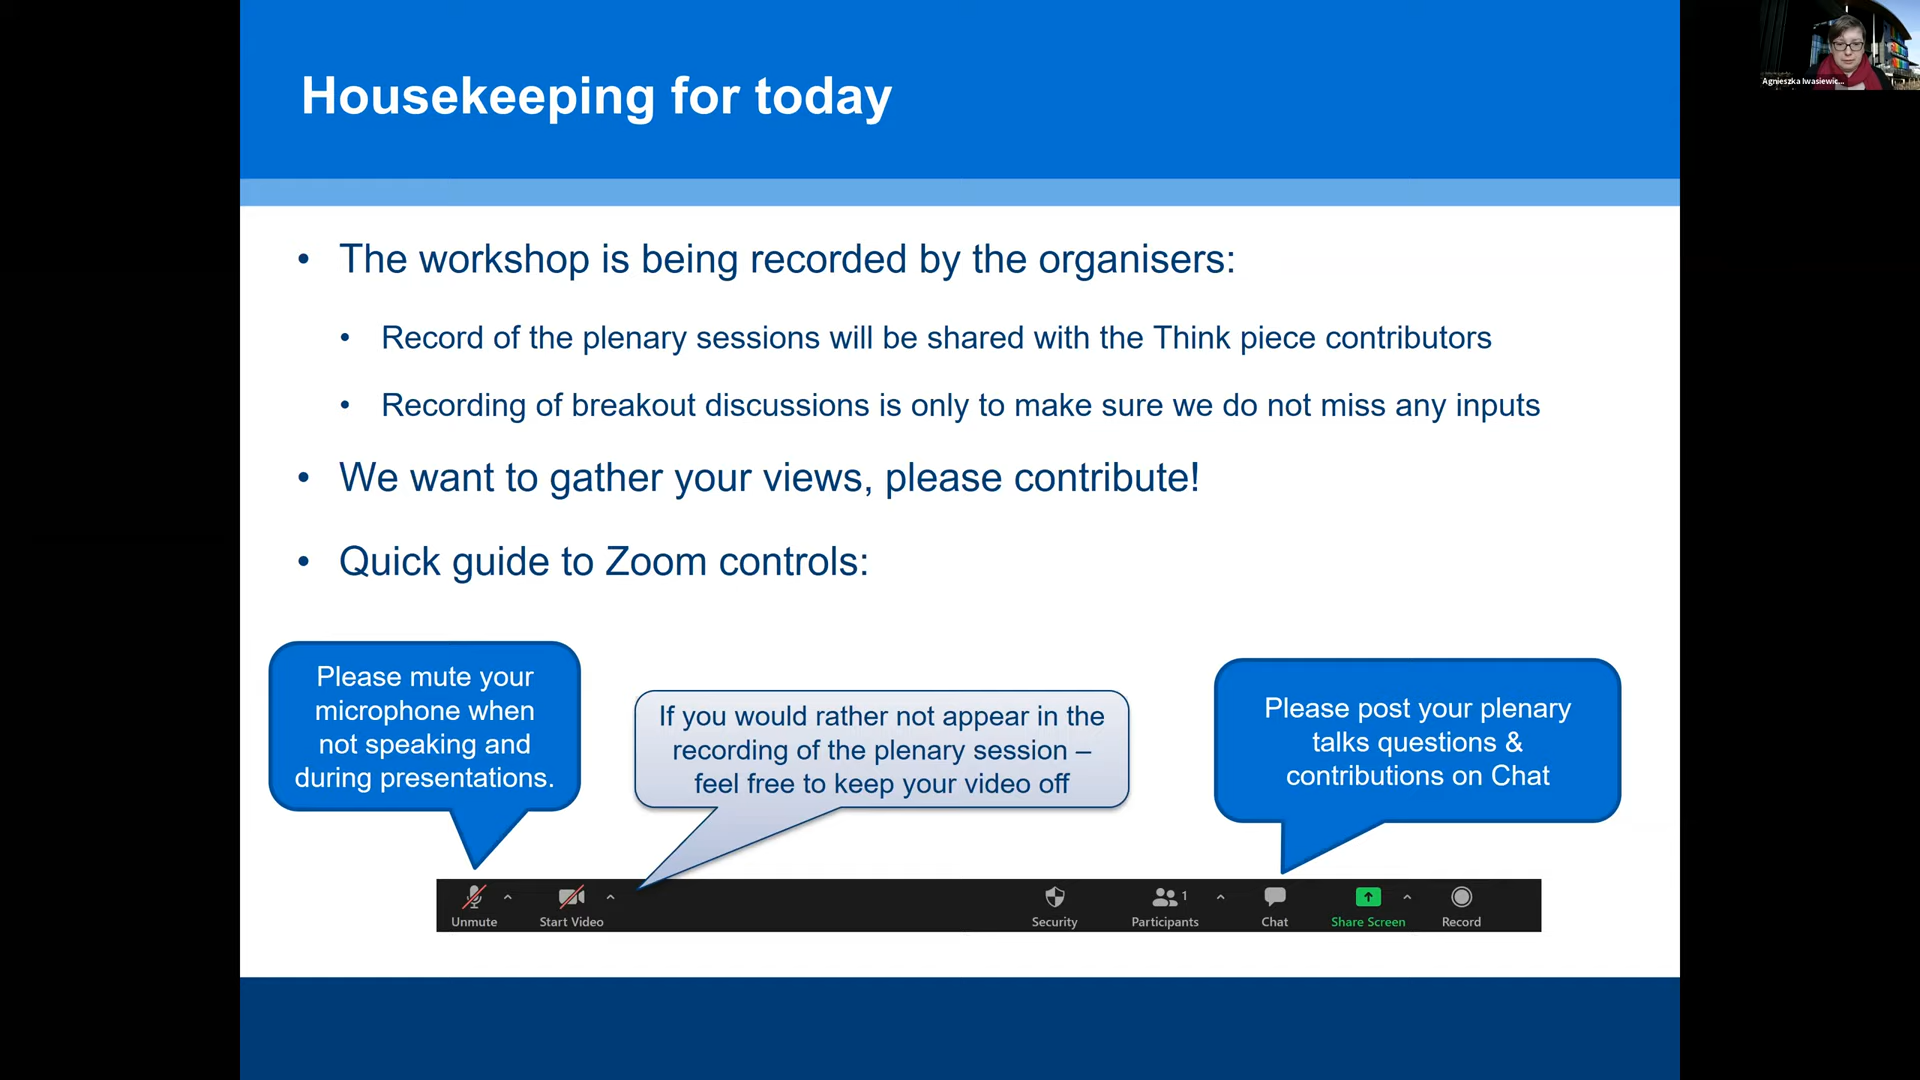 Housekeeping for today
Agnieszka Iwasiewic...
• The workshop is being recorded by the organisers:
• Record of the plenary sessions will be shared with the Think piece contributors
• Recording of breakout discussions is only to make sure we do not miss any inputs
• We want to gather your views, please contribute!
• Quick guide to Zoom controls:
Please mute your
microphone when
not speaking and
during presentations.
If you would rather not appear in the
recording of the plenary session –
feel free to keep your video off
Please post your plenary
talks questions &
contributions on Chat
Unmute
Start Video
Security
1
Participants
Chat
Share Screen
Record